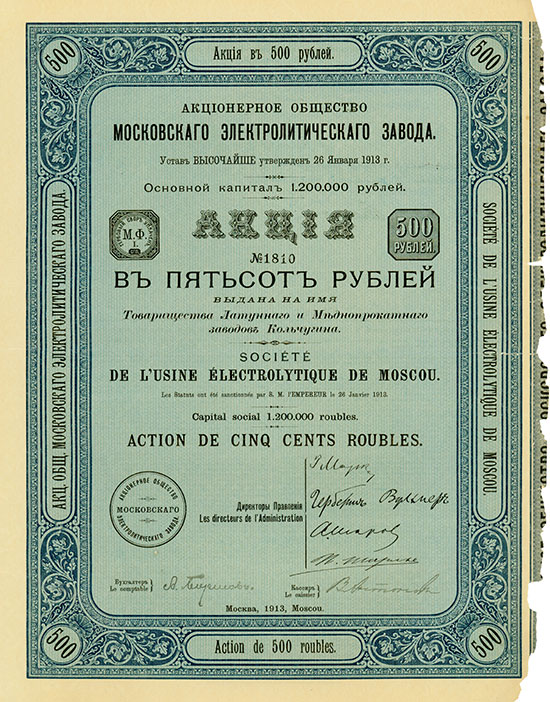 500
Акція въ 500 рублей.
500
АКЦІОНЕРНОЕ ОБЩЕСТВО
МОСКОВСКАГО ЭЛЕКТРОЛИТИЧЕСКАГО ЗАВОДА.
Уставъ ВЫСОЧАЙШЕ утвержденъ 26 Января 1913 г.
Основной капиталъ 1.200.000 рублей.
АКЦІЯ
М.Ф.
I.
500
РУБЛЕЙ.
№ 1810
ВЪ ПЯТЬСОТЪ РУБЛЕЙ
ВЫДАНА НА ИМЯ
Товарищества Латуннаго и Мѣднопрокатнаго
заводовъ Кольчугина.
SOCIÉTÉ
DE L'USINE ÉLECTROLYTIQUE DE MOSCOU.
Les Statuts ont été sanctionnés par S. M. l'EMPEREUR le 26 Janvier 1913.
Capital social 1.200.000 roubles.
ACTION DE CINQ CENTS ROUBLES.
АКЦІОНЕРНОЕ ОБЩЕСТВО
МОСКОВСКАГО
ЭЛЕКТРОЛИТИЧЕСКАГО ЗАВОДА.
Директоры Правленія
Les directeurs de l'Administration
Бухгалтеръ
Le comptable
Кассиръ
Le caissier
Москва, 1913, Moscou.
АКЦ. ОБЩ. МОСКОВСКАГО ЭЛЕКТРОЛИТИЧЕСКАГО ЗАВОДА
SOCIÉTÉ DE L'USINE ÉLECTROLYTIQUE DE MOSCOU.
500
Action de 500 roubles.
500